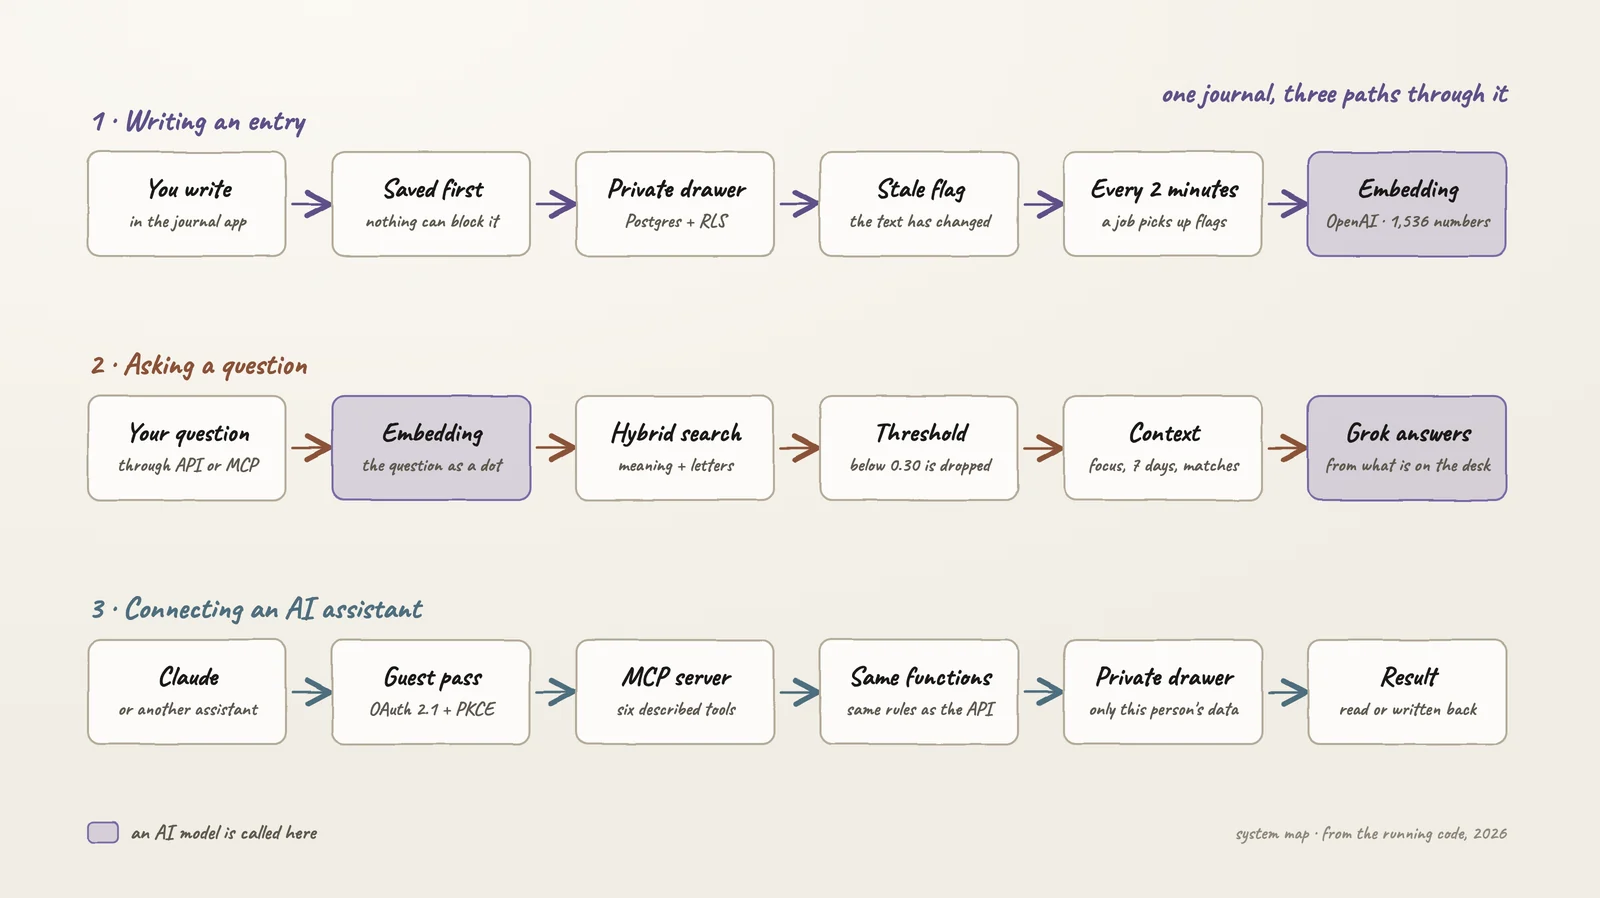 one journal, three paths through it
1 · Writing an entry
You write
in the journal app
Saved first
nothing can block it
Private drawer
Postgres + RLS
Stale flag
the text has changed
Every 2 minutes
a job picks up flags
Embedding
OpenAI · 1,536 numbers
2 · Asking a question
Your question
through API or MCP
Embedding
the question as a dot
Hybrid search
meaning + letters
Threshold
below 0.30 is dropped
Context
focus, 7 days, matches
Grok answers
from what is on the desk
3 · Connecting an AI assistant
Claude
or another assistant
Guest pass
OAuth 2.1 + PKCE
MCP server
six described tools
Same functions
same rules as the API
Private drawer
only this person's data
Result
read or written back
an AI model is called here
system map · from the running code, 2026